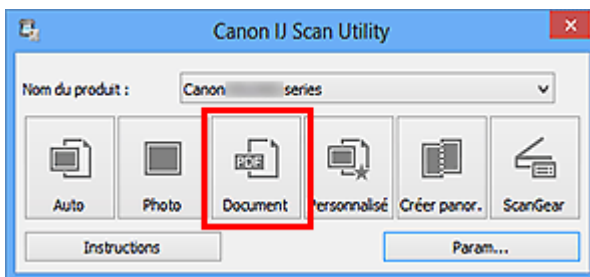 Canon IJ Scan Utility
Nom du produit : Canon series
PDF
Auto Photo Document Personnalisé Créer panor. ScanGear
Instructions Param...